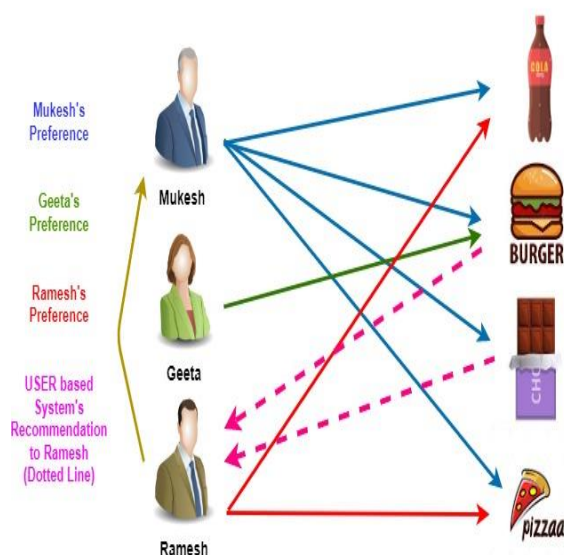 Mukesh's
Preference
Geeta's
Preference
Ramesh's
Preference
USER based
System's
Recommendation
to Ramesh
(Dotted Line)
Mukesh
Geeta
Ramesh
COLA
BURGER
CHO
pizzaa